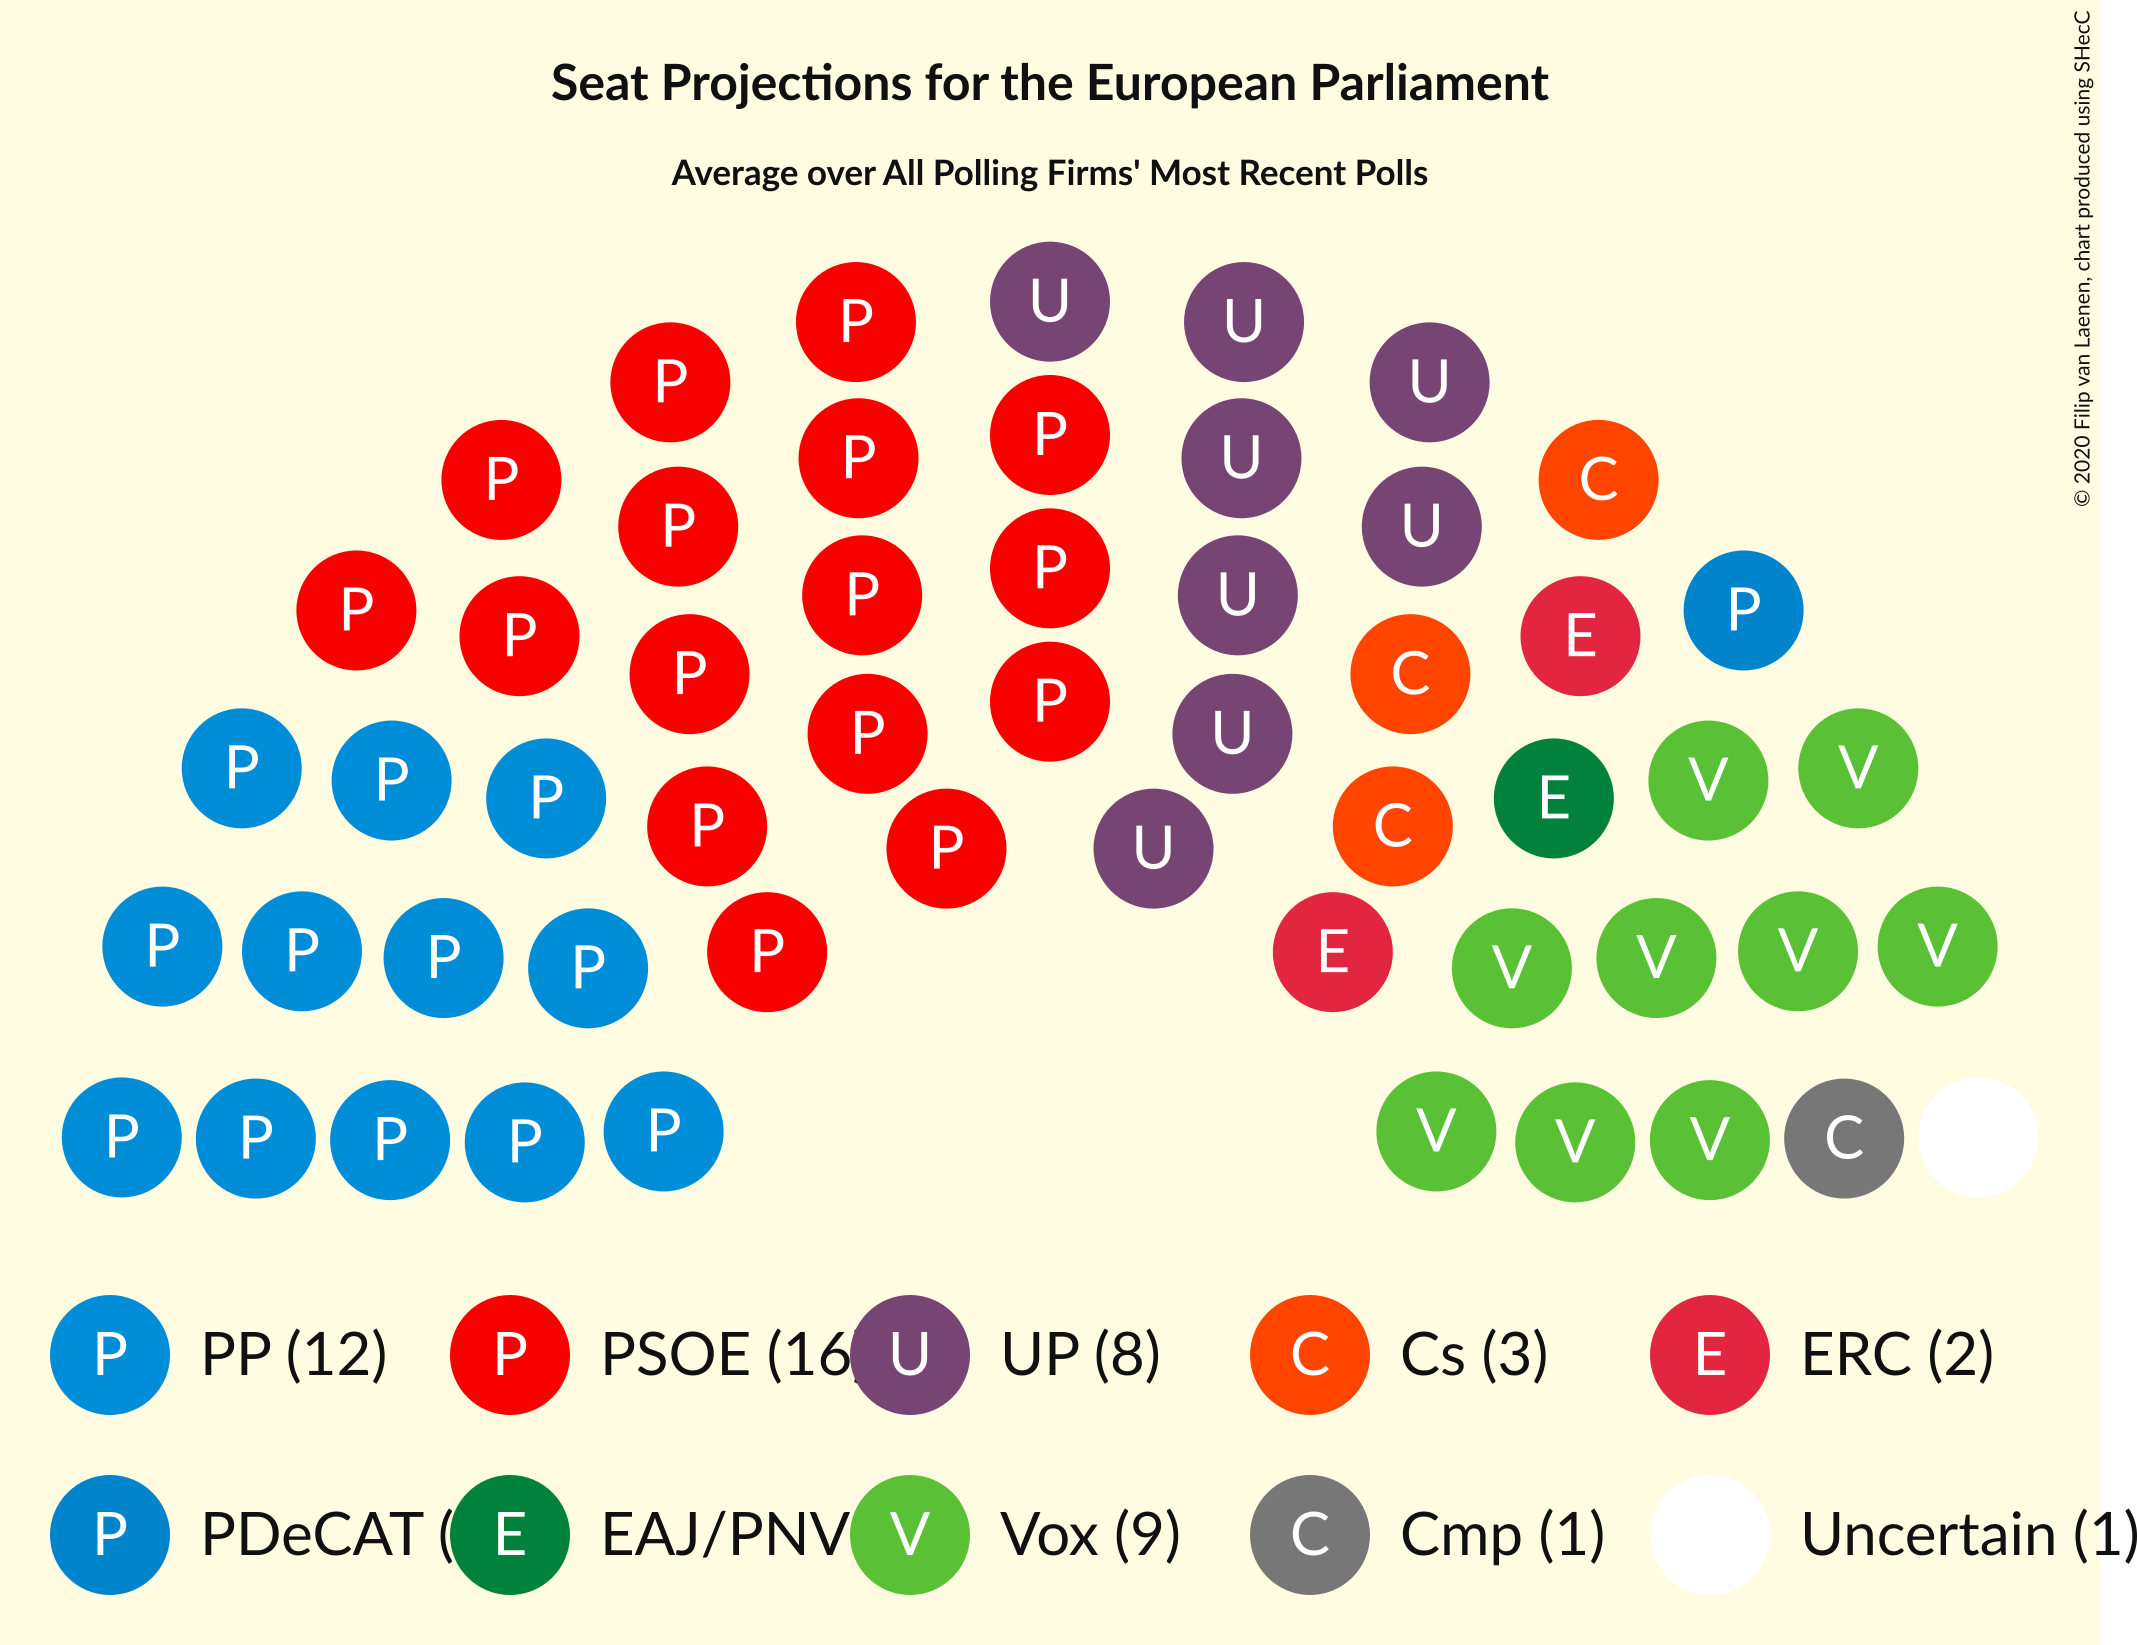 Seat Projections for the European Parliament
Average over All Polling Firms' Most Recent Polls
© 2020 Filip van Laenen, chart produced using SHecC
U
P U
P U
P P U
P C
P P U
P U
P P U
P P
P E
P C
P U
P V V
P P E
P C
P U
P P P P P E V V V V
P P P P P V V V C
P PP (12) P PSOE (16 U UP (8) C Cs (3) E ERC (2)
P PDeCAT ( E EAJ/PNV V Vox (9) C Cmp (1) Uncertain (1)